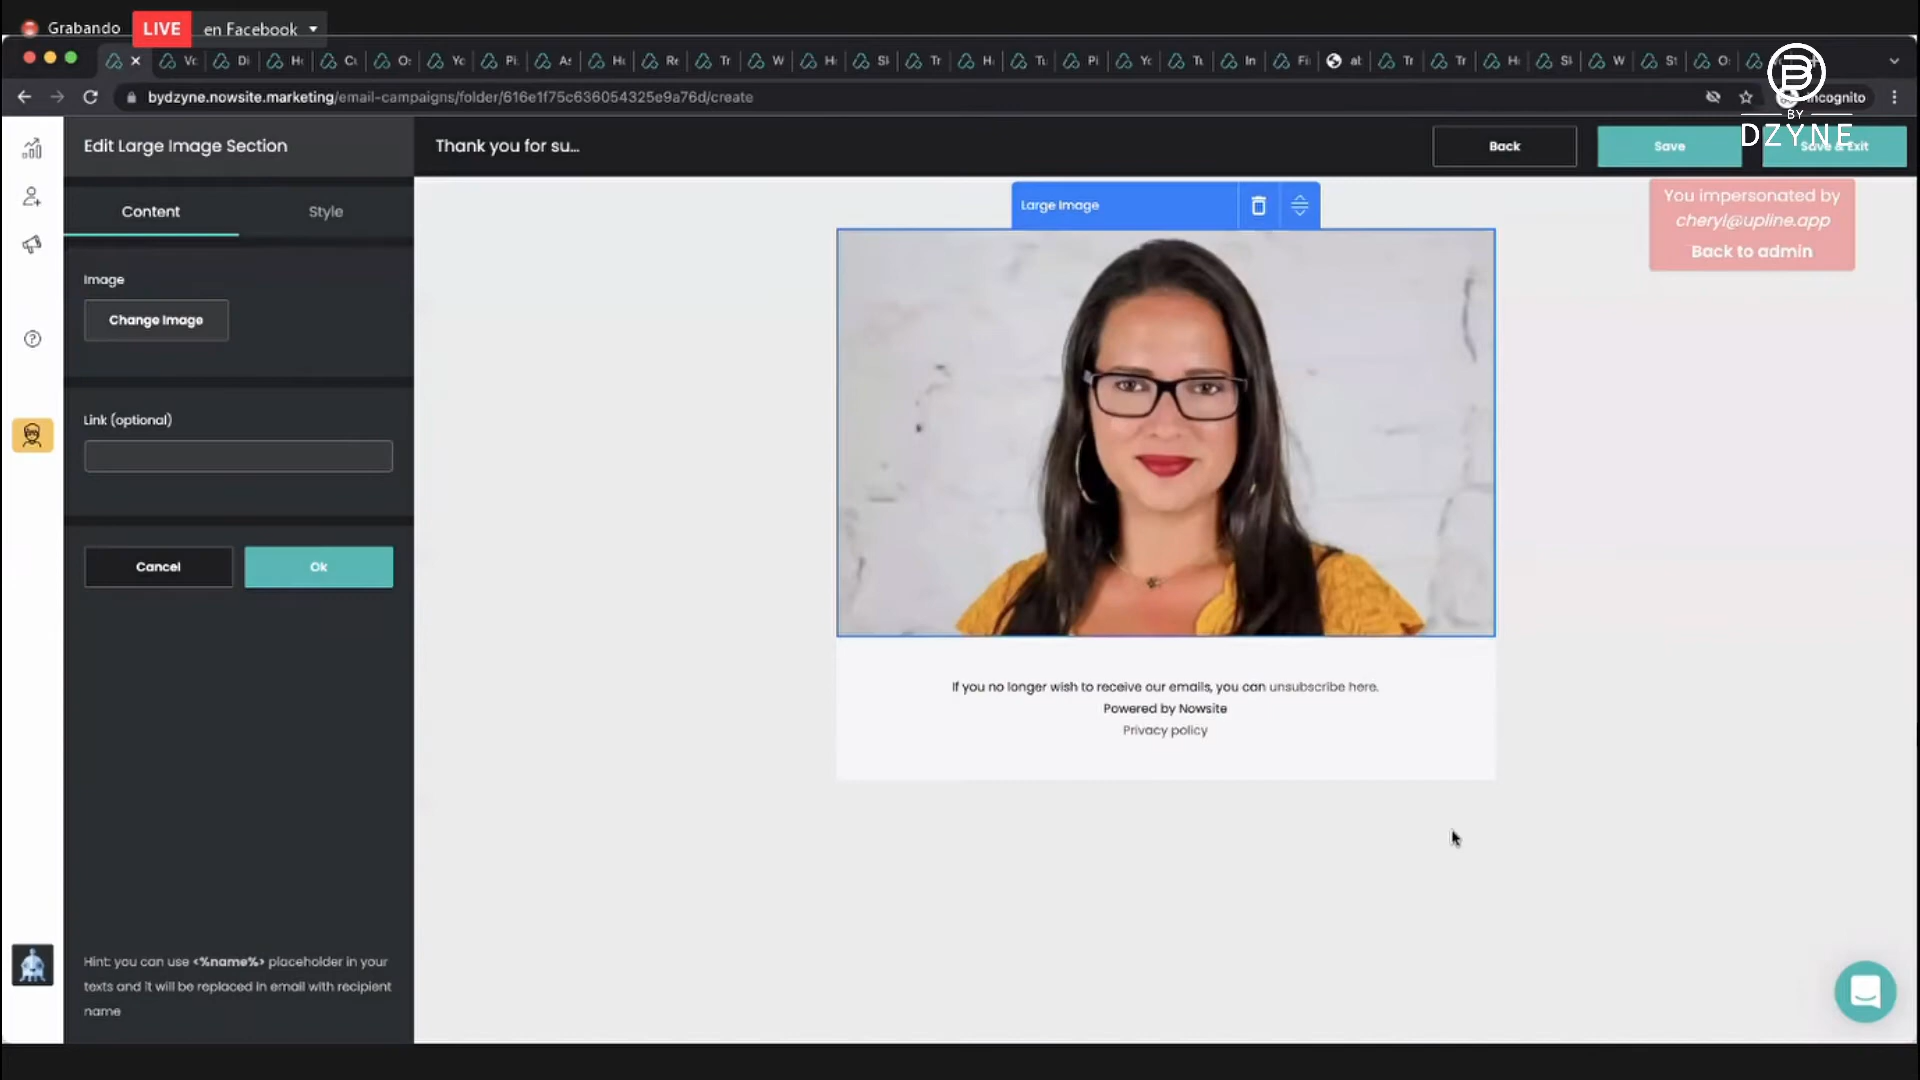 Grabando
LIVE
en Facebook
bydzyne.nowsite.marketing/email-campaigns/folder/616e1f75c636054325e9a76d/create
Incognito
BY
DZYNE
Edit Large Image Section
Thank you for su...
Back
Save
Save & Exit
Content
Style
Large Image
You impersonated by
cheryl@upline.app
Back to admin
Image
Change Image
Link (optional)
Cancel
Ok
If you no longer wish to receive our emails, you can unsubscribe here.
Powered by Nowsite
Privacy policy
Hint: you can use <%name%> placeholder in your
texts and it will be replaced in email with recipient
name